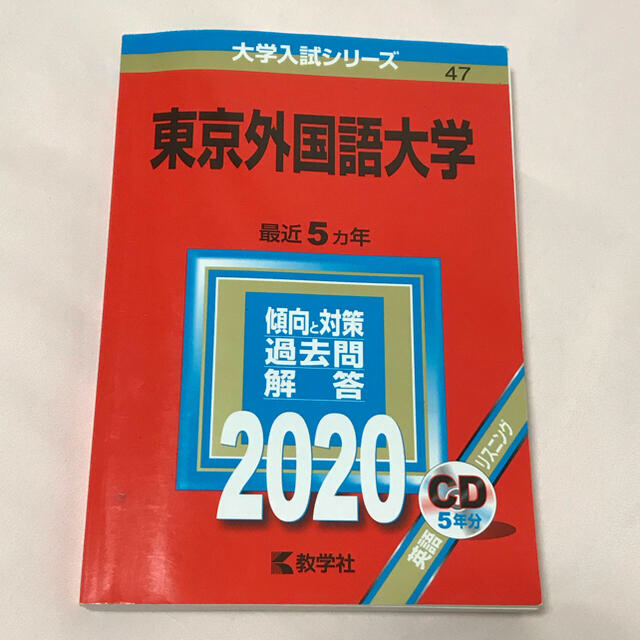 大学入試シリーズ
47
東京外国語大学
最近5カ年
傾向と対策
過去問
解答
2020
英語 リスニング
CD
5年分
教学社